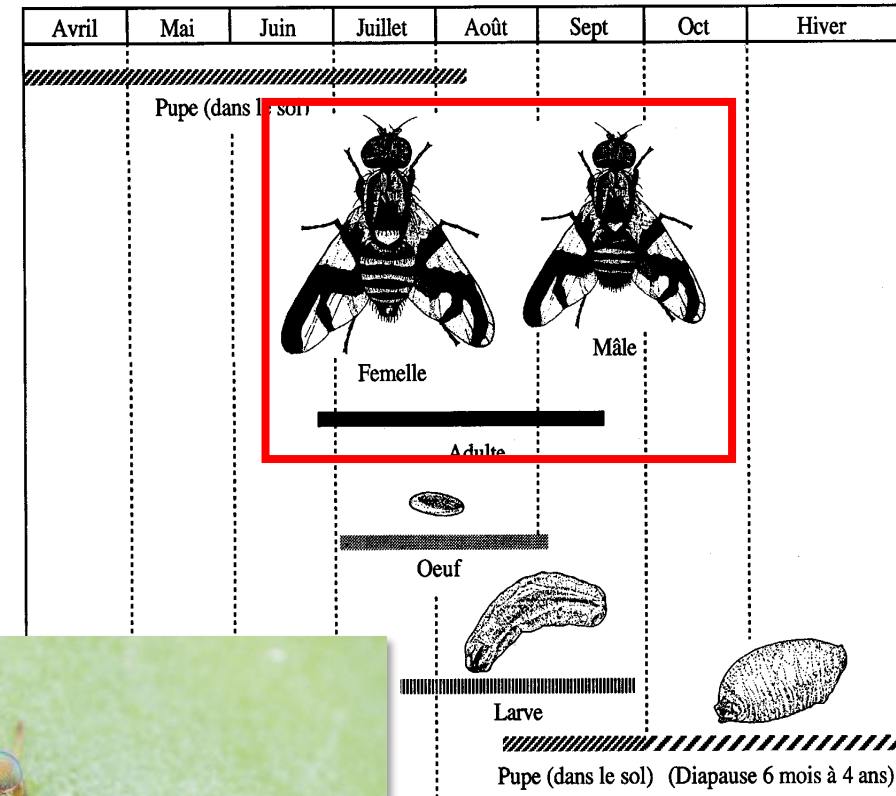 Avril Mai Juin Juillet Août Sept Oct Hiver
Pupe (dans le sol)
Femelle
Mâle
Adulte
Oeuf
Larve
Pupe (dans le sol) (Diapause 6 mois à 4 ans)